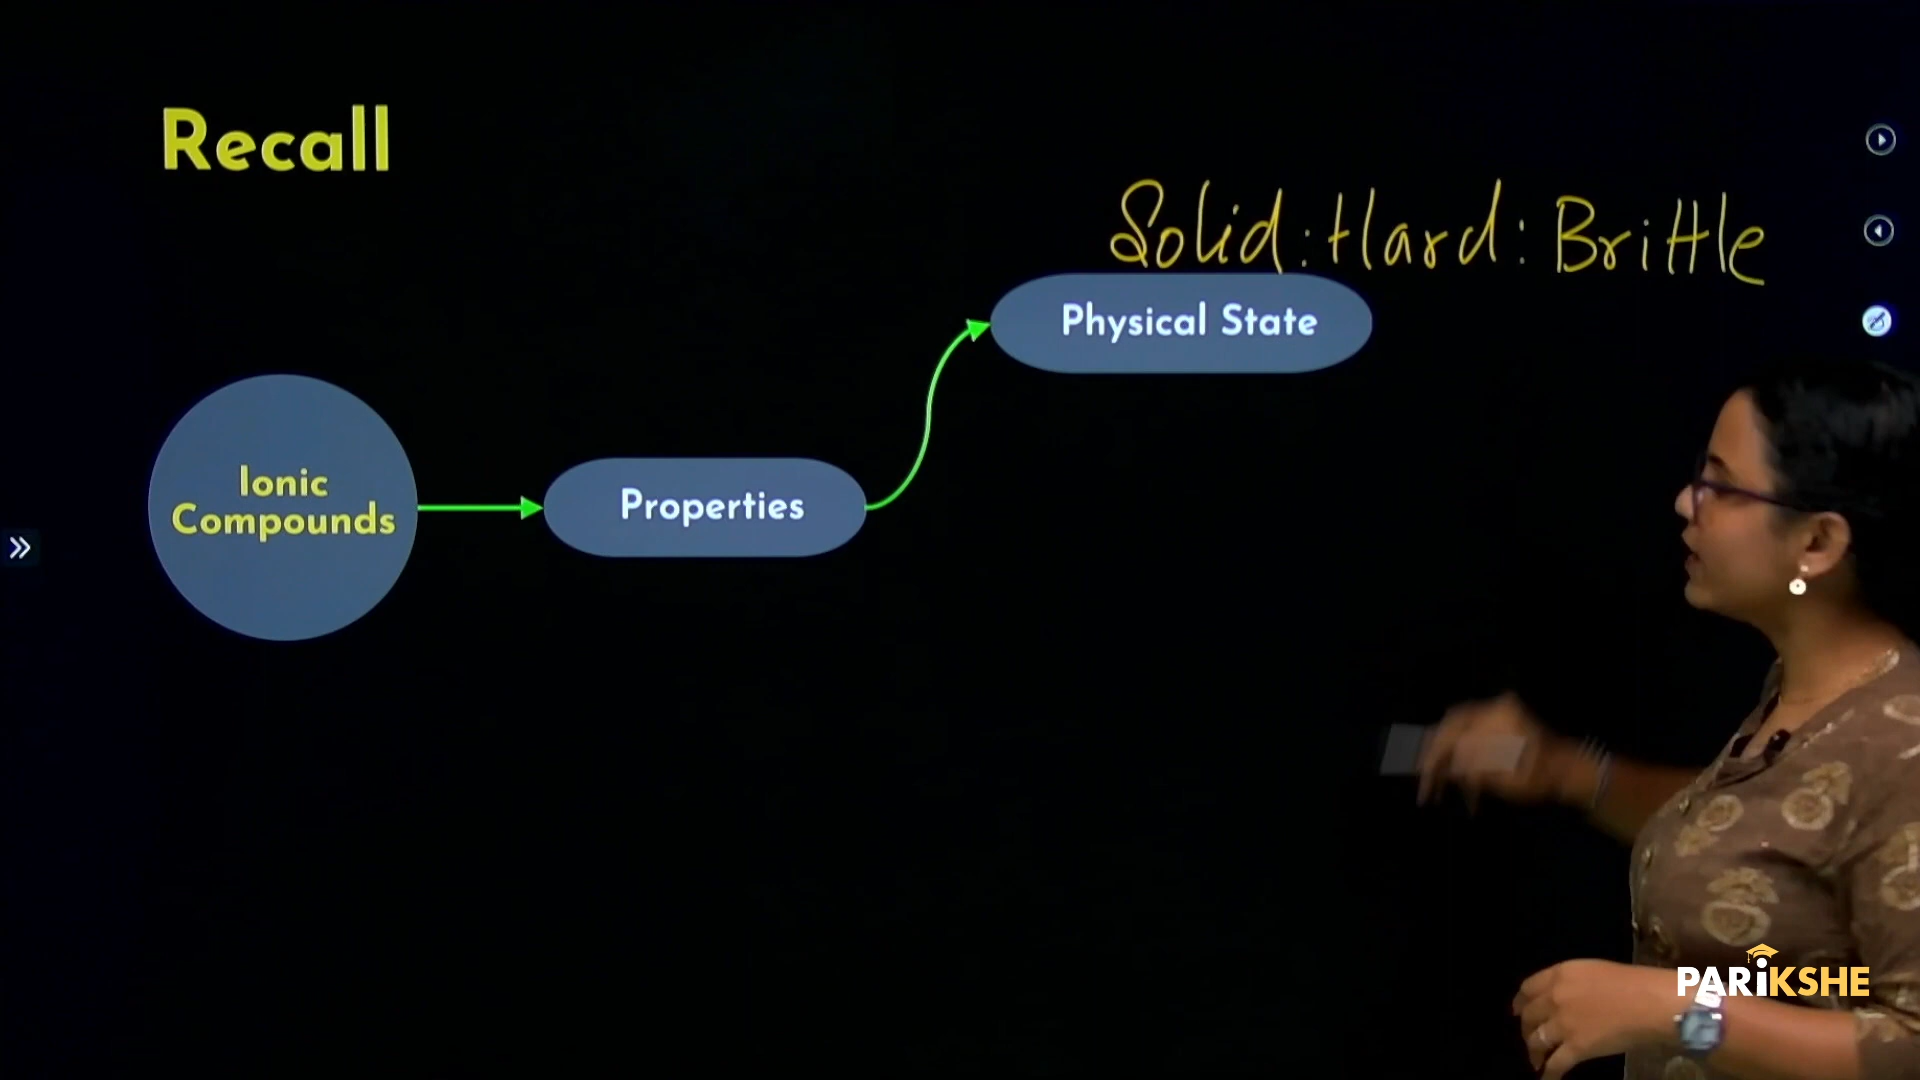 Recall
Solid : Hard : Brittle
Physical State
Ionic
Compounds
Properties
PARiKSHE